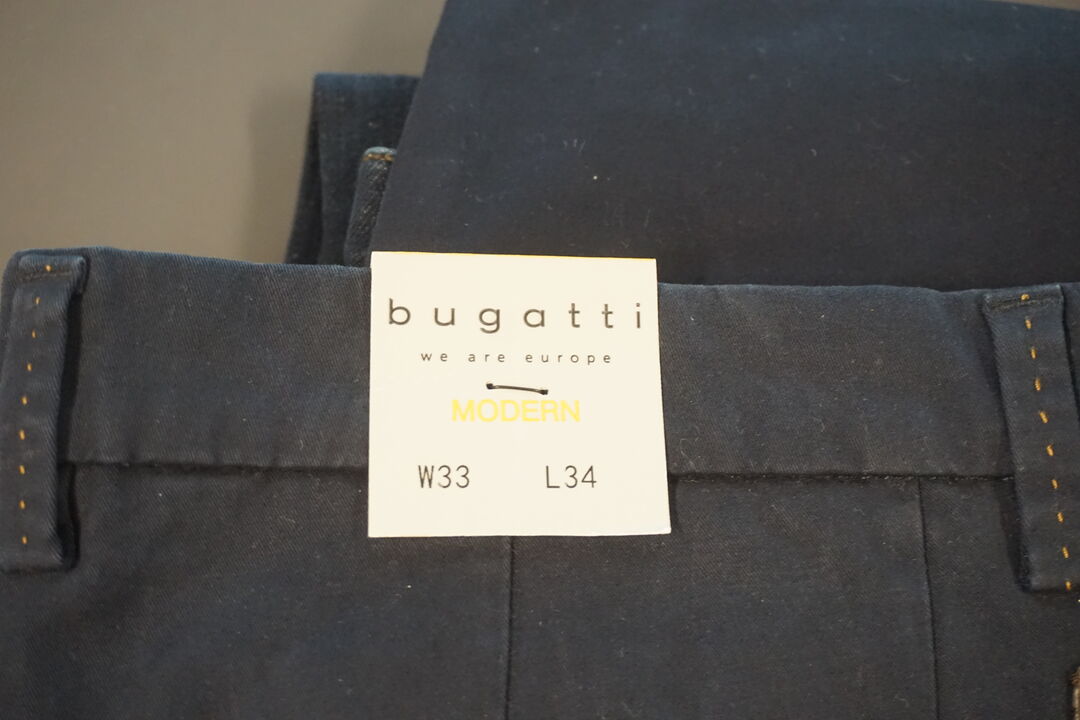 bugatti
we are europe
MODERN
W33 L34